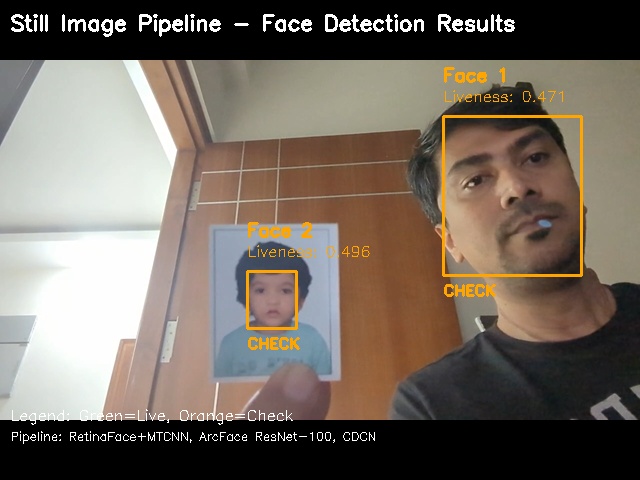 Still Image Pipeline - Face Detection Results
Face 1
Liveness: 0.471
Face 2
Liveness: 0.496
CHECK
CHECK
Legend: Green=Live, Orange=Check
Pipeline: RetinaFace+MTCNN, ArcFace ResNet-100, CDCN